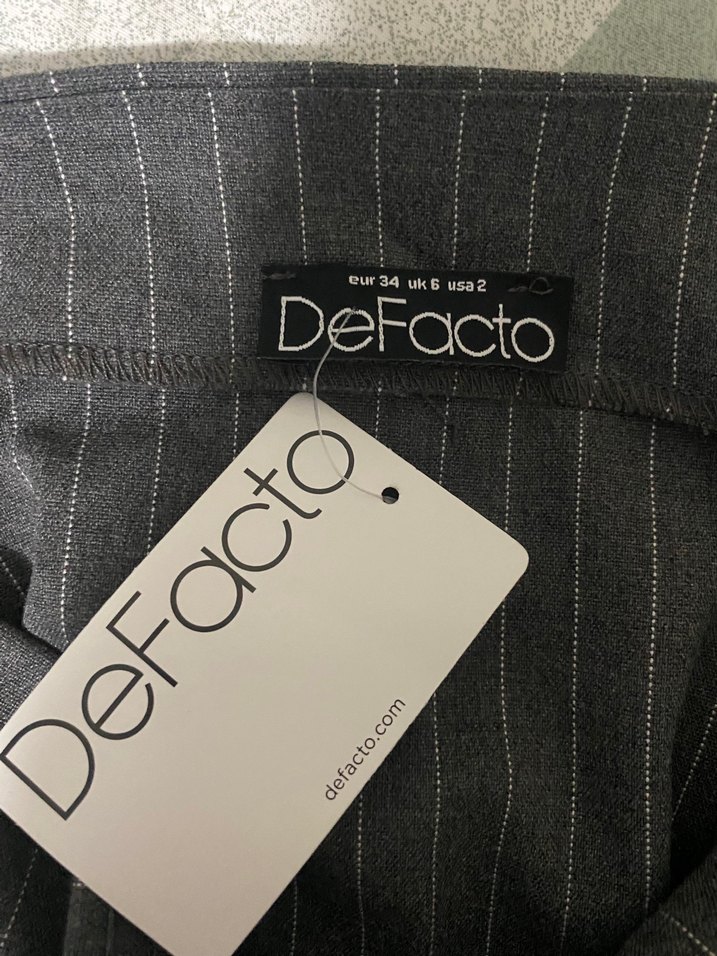 eur 34 uk 6 usa 2
DeFacto
DeFacto
defacto.com